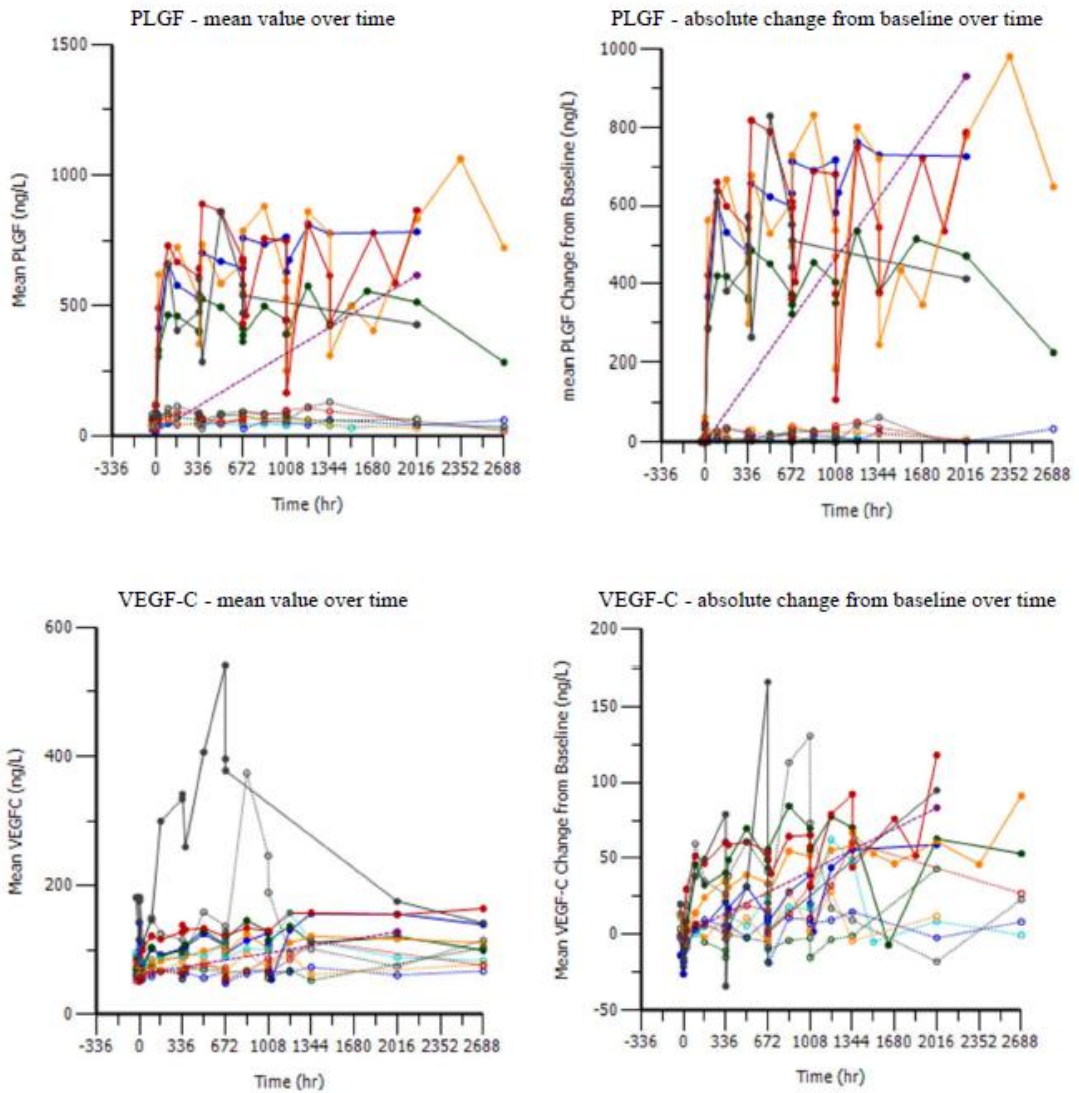 PLGF - mean value over time
1500
1000
500
0
-336 0 336 672 1008 1344 1680 2016 2352 2688
Mean PLGF (ng/L)
Time (hr)
PLGF - absolute change from baseline over time
1000
800
600
400
200
0
-336 0 336 672 1008 1344 1680 2016 2352 2688
mean PLGF Change from Baseline (ng/L)
Time (hr)
VEGF-C - mean value over time
600
400
200
0
-336 0 336 672 1008 1344 2016 2352 2688
Mean VEGFC (ng/L)
Time (hr)
VEGF-C - absolute change from baseline over time
200
150
100
50
0
-50
-336 0 336 672 1008 1344 2016 2352 2688
Mean VEGF-C Change from Baseline (ng/L)
Time (hr)